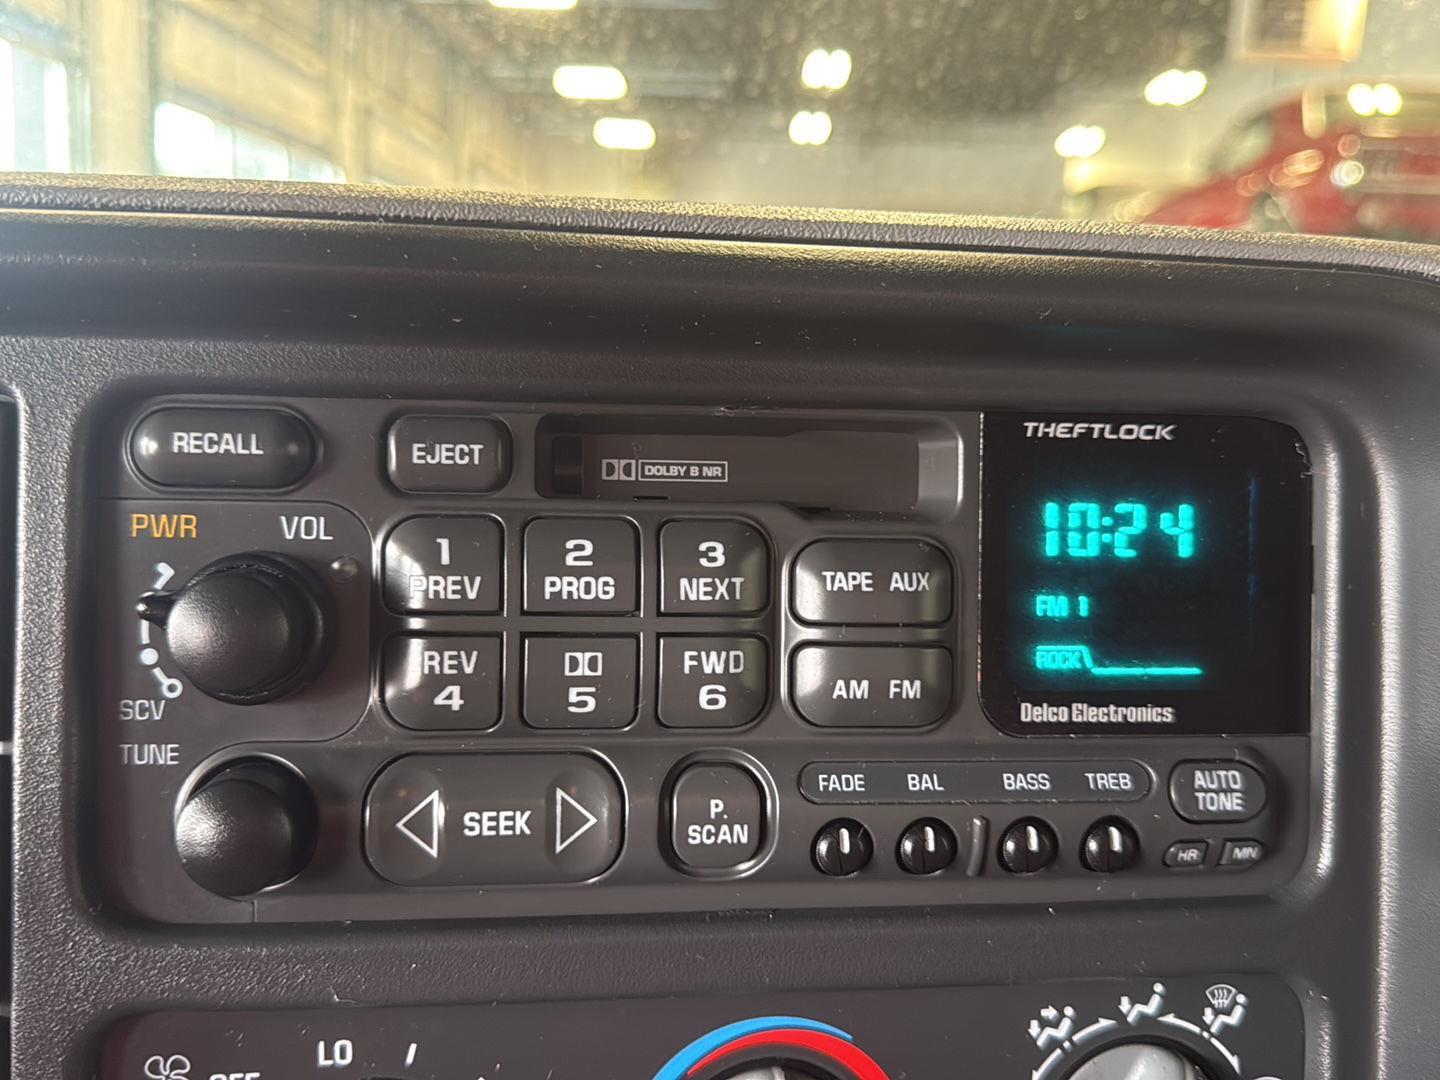 THEFTLOCK
RECALL
EJECT
DOLBY B NR
10:24
PWR
VOL
1
PREV
2
PROG
3
NEXT
TAPE AUX
FM 1
REV
4
5
FWD
6
AM FM
ROCK
SCV
Delco Electronics
TUNE
SEEK
P.
SCAN
FADE BAL BASS TREB
AUTO
TONE
HR
MN
LO